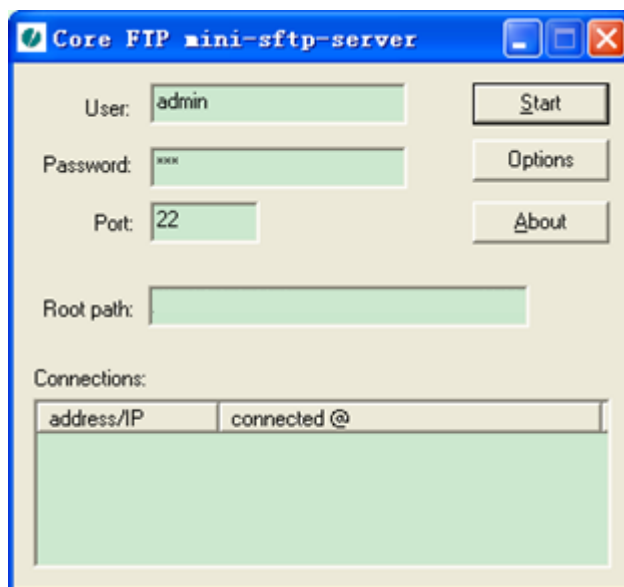 Core FTP mini-sftp-server
User: admin Start
Password: *** Options
Port: 22 About
Root path: .
Connections:
address/IP connected @